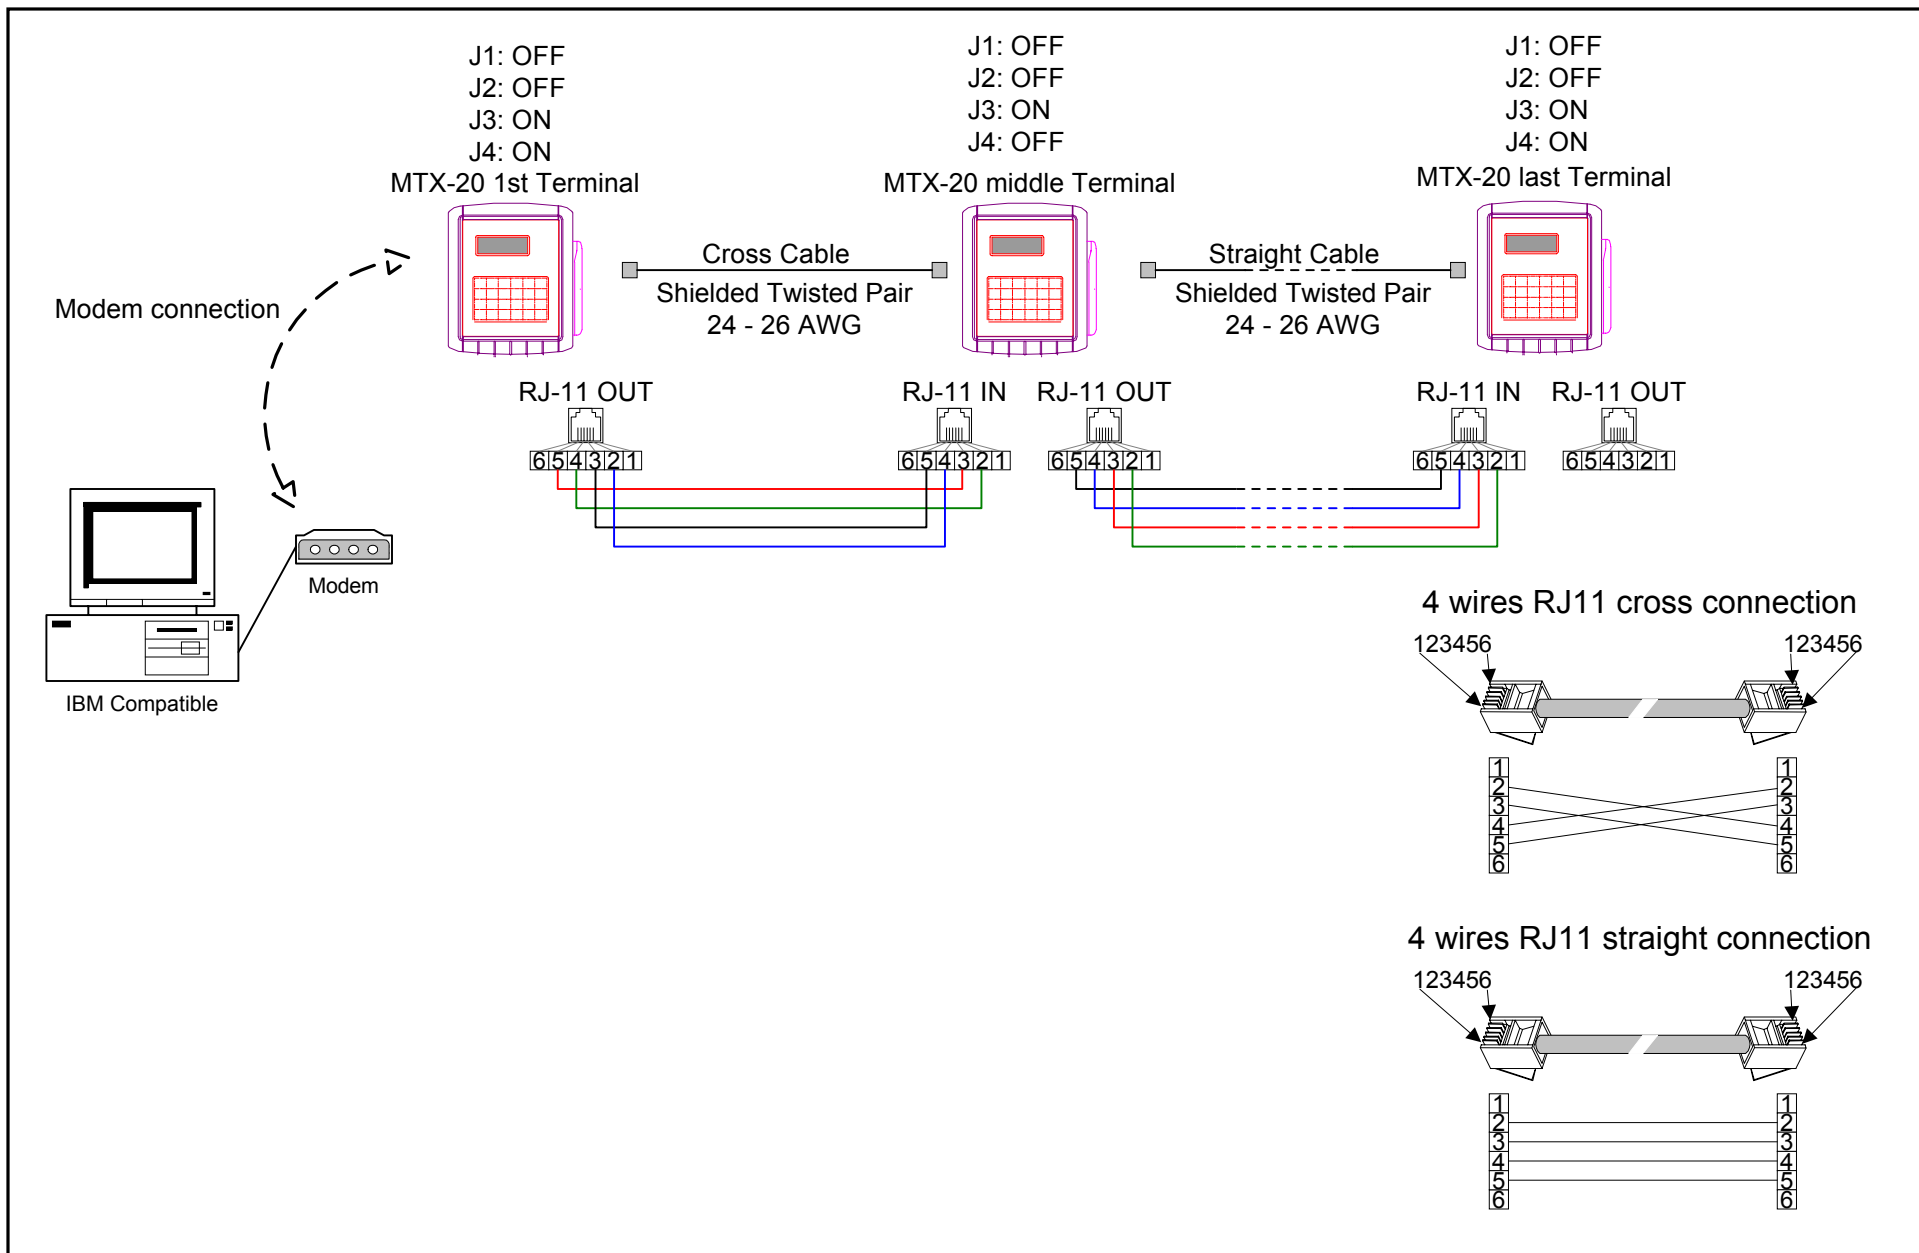 J1: OFF
J2: OFF
J3: ON
J4: ON
MTX-20 1st Terminal
J1: OFF
J2: OFF
J3: ON
J4: OFF
MTX-20 middle Terminal
J1: OFF
J2: OFF
J3: ON
J4: ON
MTX-20 last Terminal
Cross Cable
Shielded Twisted Pair
24 - 26 AWG
Straight Cable
Shielded Twisted Pair
24 - 26 AWG
Modem connection
RJ-11 OUT
654321
RJ-11 IN
654321
RJ-11 OUT
654321
RJ-11 IN
654321
RJ-11 OUT
654321
Modem
IBM Compatible
4 wires RJ11 cross connection
123456
123456
1
2
3
4
5
6
1
2
3
4
5
6
4 wires RJ11 straight connection
123456
123456
1
2
3
4
5
6
1
2
3
4
5
6